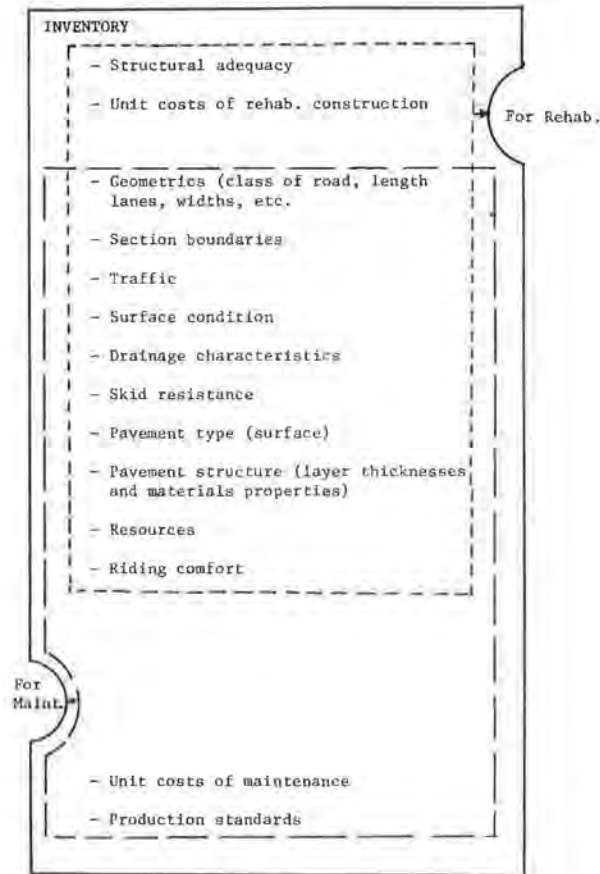 INVENTORY
- Structural adequacy
- Unit costs of rehab. construction
For Rehab.
- Geometrics (class of road, length
lanes, widths, etc.
- Section boundaries
- Traffic
- Surface condition
- Drainage characteristics
- Skid resistance
- Pavement type (surface)
- Pavement structure (layer thicknesses
and materials properties)
- Resources
- Riding comfort
For
Maint.
- Unit costs of maintenance
- Production standards